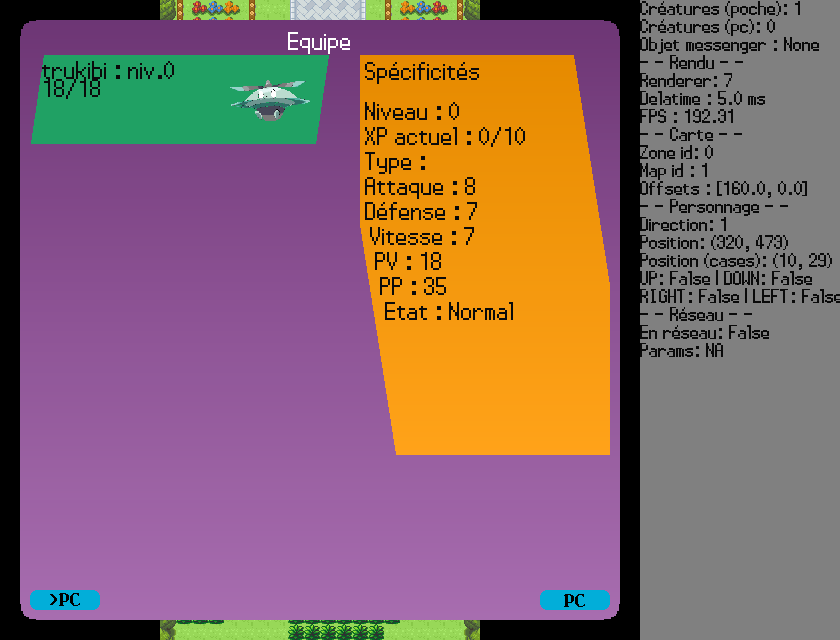 Equipe
trukibi : niv.0
18/18
Spécificités
Niveau : 0
XP actuel : 0/10
Type :
Attaque : 8
Défense : 7
Vitesse : 7
PV : 18
PP : 35
Etat : Normal
>PC
PC
Créatures (poche): 1
Créatures (pc): 0
Objet messenger : None
- - Rendu - -
Renderer: 7
Delatime : 5.0 ms
FPS : 192.31
- - Carte - -
Zone id: 0
Map id : 1
Offsets : [160.0, 0.0]
- - Personnage - -
Direction: 1
Position: (320, 473)
Position (cases): (10, 29)
UP: False | DOWN: False
RIGHT: False | LEFT: False
- - Réseau - -
En réseau: False
Params: NA